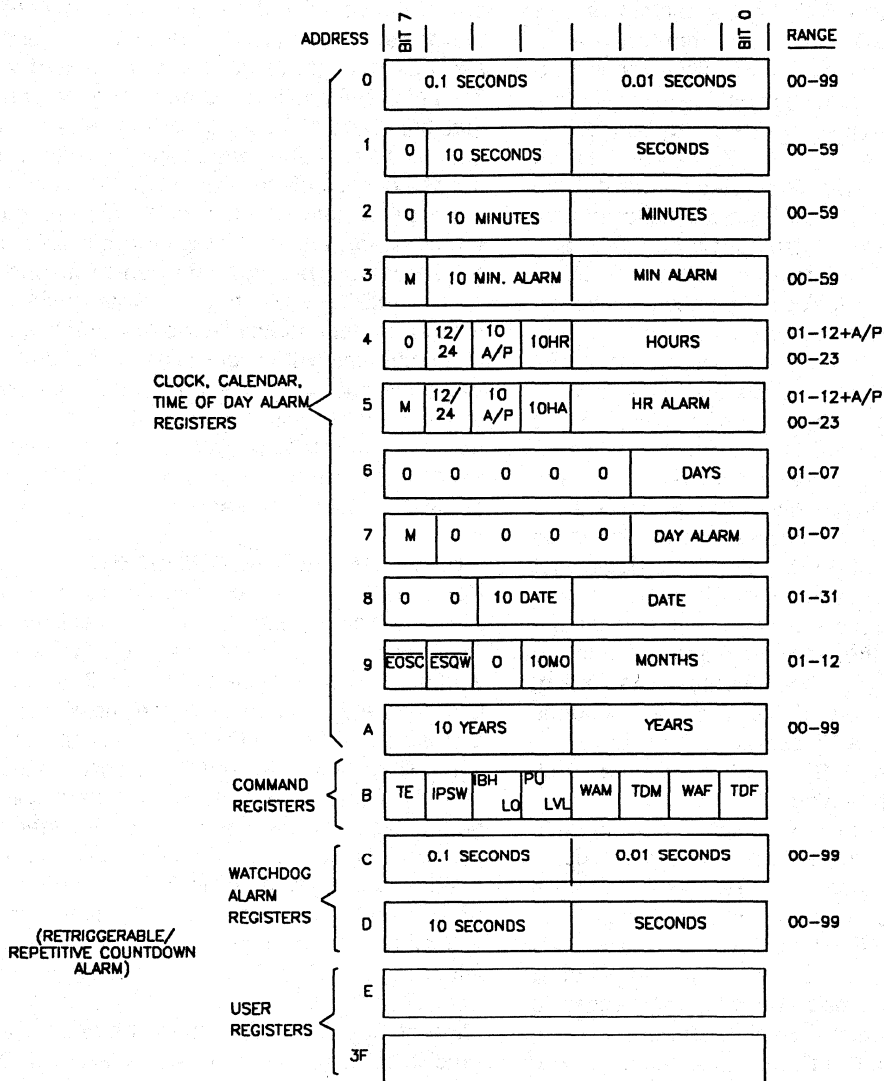 ADDRESS BIT 7 BIT 0 RANGE
0 0.1 SECONDS 0.01 SECONDS 00-99
1 0 10 SECONDS SECONDS 00-59
2 0 10 MINUTES MINUTES 00-59
3 M 10 MIN. ALARM MIN ALARM 00-59
4 0 12/ 24 10 A/P 10HR HOURS 01-12+A/P 00-23
CLOCK, CALENDAR,
TIME OF DAY ALARM
REGISTERS
5 M 12/ 24 10 A/P 10HA HR ALARM 01-12+A/P 00-23
6 0 0 0 0 0 DAYS 01-07
7 M 0 0 0 0 DAY ALARM 01-07
8 0 0 10 DATE DATE 01-31
9 EOSC ESQW 0 10MO MONTHS 01-12
A 10 YEARS YEARS 00-99
COMMAND
REGISTERS
B TE IPSW IBH LO PU LVL WAM TDM WAF TDF
C 0.1 SECONDS 0.01 SECONDS 00-99
WATCHDOG
ALARM
REGISTERS
D 10 SECONDS SECONDS 00-99
(RETRIGGERABLE/
REPETITIVE COUNTDOWN
ALARM)
E
USER
REGISTERS
3F